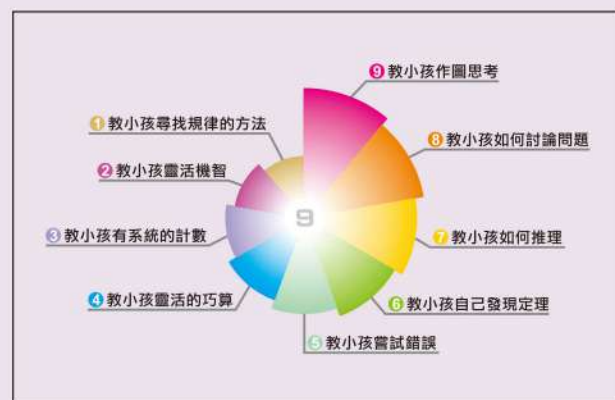 9 教小孩作圖思考
1 教小孩尋找規律的方法
8 教小孩如何討論問題
2 教小孩靈活機智
9
3 教小孩有系統的計數
7 教小孩如何推理
4 教小孩靈活的巧算
6 教小孩自己發現定理
5 教小孩嘗試錯誤